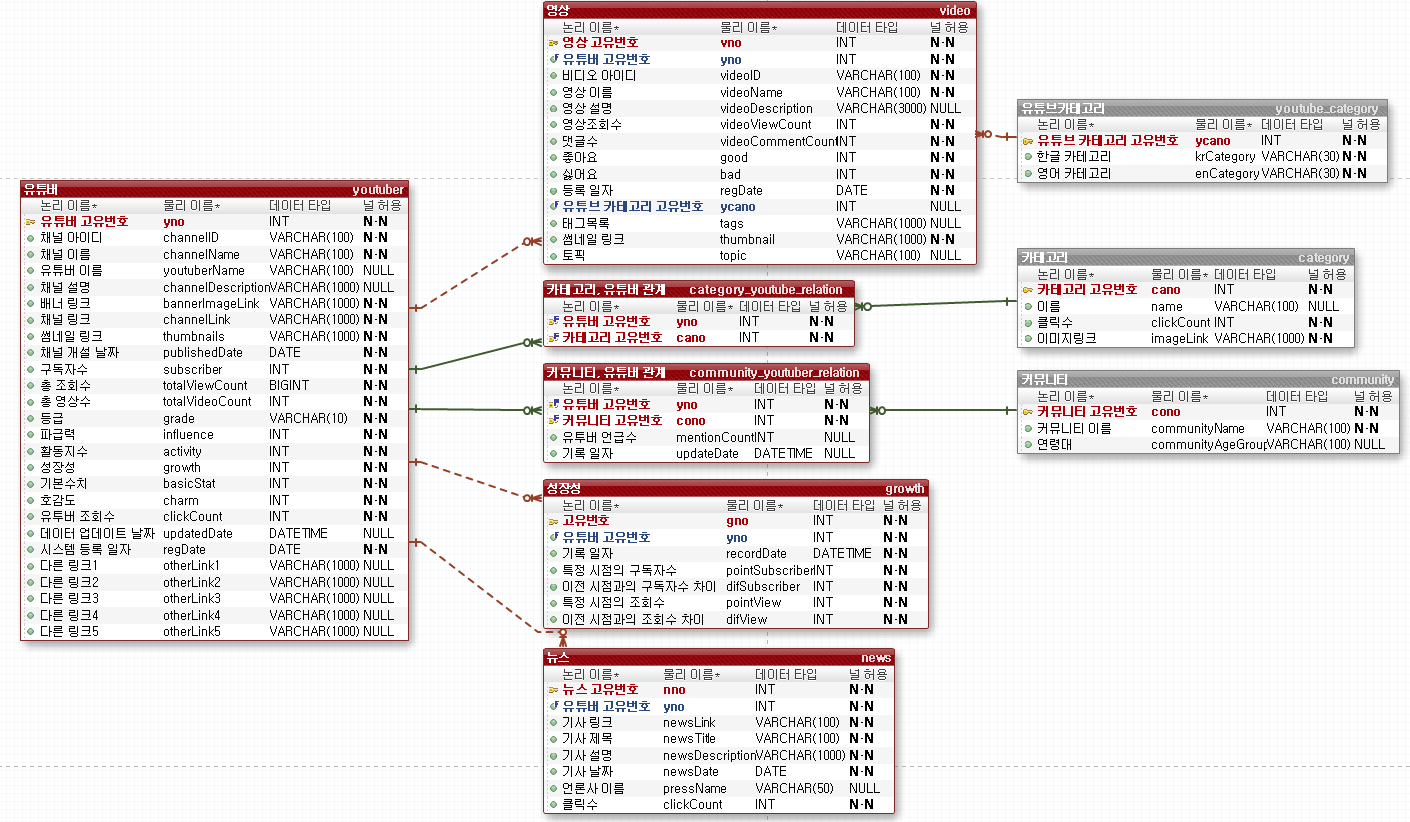 영상 video
논리 이름* 물리 이름* 데이터 타입 널 허용
영상 고유번호 vno INT N-N
유튜버 고유번호 yno INT N-N
비디오 아이디 videoID VARCHAR(100) N-N
영상 이름 videoName VARCHAR(100) N-N
영상 설명 videoDescription VARCHAR(3000) NULL
영상조회수 videoViewCount INT N-N
댓글수 videoCommentCount INT N-N
좋아요 good INT N-N
싫어요 bad INT N-N
등록 일자 regDate DATE N-N
유튜브 카테고리 고유번호 ycano INT NULL
태그목록 tags VARCHAR(1000) NULL
썸네일 링크 thumbnail VARCHAR(1000) N-N
토픽 topic VARCHAR(100) NULL
유튜브카테고리 youtube_category
논리 이름* 물리 이름* 데이터 타입 널 허용
유튜브 카테고리 고유번호 ycano INT N-N
한글 카테고리 krCategory VARCHAR(30) N-N
영어 카테고리 enCategory VARCHAR(30) N-N
유튜버 youtuber
논리 이름* 물리 이름* 데이터 타입 널 허용
유튜버 고유번호 yno INT N-N
채널 아이디 channelID VARCHAR(100) N-N
채널 이름 channelName VARCHAR(100) N-N
유튜버 이름 youtuberName VARCHAR(100) NULL
채널 설명 channelDescription VARCHAR(1000) NULL
배너 링크 bannerImageLink VARCHAR(1000) N-N
채널 링크 channelLink VARCHAR(1000) N-N
썸네일 링크 thumbnails VARCHAR(1000) N-N
채널 개설 날짜 publishedDate DATE N-N
구독자수 subscriber INT N-N
총 조회수 totalViewCount BIGINT N-N
총 영상수 totalVideoCount INT N-N
등급 grade VARCHAR(10) N-N
파급력 influence INT N-N
활동지수 activity INT N-N
성장성 growth INT N-N
기본수치 basicStat INT N-N
호감도 charm INT N-N
유튜버 조회수 clickCount INT N-N
데이터 업데이트 날짜 updatedDate DATETIME NULL
시스템 등록 일자 regDate DATE N-N
다른 링크1 otherLink1 VARCHAR(1000) NULL
다른 링크2 otherLink2 VARCHAR(1000) NULL
다른 링크3 otherLink3 VARCHAR(1000) NULL
다른 링크4 otherLink4 VARCHAR(1000) NULL
다른 링크5 otherLink5 VARCHAR(1000) NULL
카테고리, 유튜버 관계 category_youtube_relation
논리 이름* 물리 이름* 데이터 타입 널 허용
유튜버 고유번호 yno INT N-N
카테고리 고유번호 cano INT N-N
카테고리 category
논리 이름* 물리 이름* 데이터 타입 널 허용
카테고리 고유번호 cano INT N-N
이름 name VARCHAR(100) NULL
클릭수 clickCount INT N-N
이미지링크 imageLink VARCHAR(1000) N-N
커뮤니티, 유튜버 관계 community_youtuber_relation
논리 이름* 물리 이름* 데이터 타입 널 허용
유튜버 고유번호 yno INT N-N
커뮤니티 고유번호 cono INT N-N
유투버 언급수 mentionCount INT NULL
기록 일자 updateDate DATETIME NULL
커뮤니티 community
논리 이름* 물리 이름* 데이터 타입 널 허용
커뮤니티 고유번호 cono INT N-N
커뮤니티 이름 communityName VARCHAR(100) N-N
연령대 communityAgeGroup VARCHAR(100) NULL
성장성 growth
논리 이름* 물리 이름* 데이터 타입 널 허용
고유번호 gno INT N-N
유튜버 고유번호 yno INT N-N
기록 일자 recordDate DATETIME N-N
특정 시점의 구독자수 pointSubscriber INT N-N
이전 시점과의 구독자수 차이 difSubscriber INT N-N
특정 시점의 조회수 pointView INT N-N
이전 시점과의 조회수 차이 difView INT N-N
뉴스 news
논리 이름* 물리 이름* 데이터 타입 널 허용
뉴스 고유번호 nno INT N-N
유튜버 고유번호 yno INT N-N
기사 링크 newsLink VARCHAR(100) N-N
기사 제목 newsTitle VARCHAR(100) N-N
기사 설명 newsDescription VARCHAR(1000) N-N
기사 날짜 newsDate DATE N-N
언론사 이름 pressName VARCHAR(50) NULL
클릭수 clickCount INT N-N